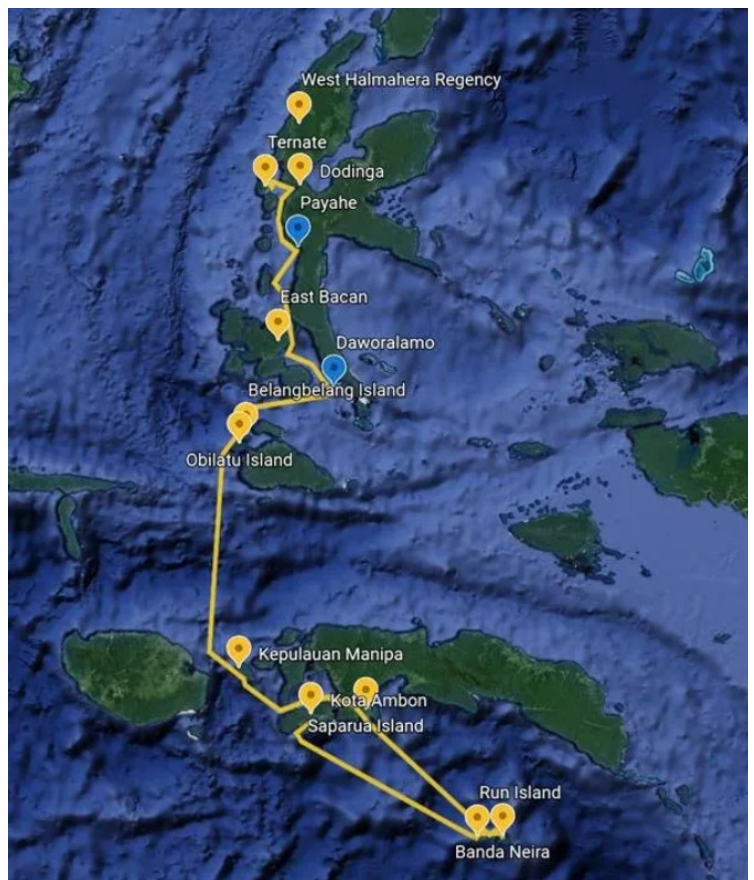 West Halmahera Regency
Ternate
Dodinga
Payahe
East Bacan
Daworalamo
Belangbelang Island
Obilatu Island
Kepulauan Manipa
Kota Ambon
Saparua Island
Run Island
Banda Neira